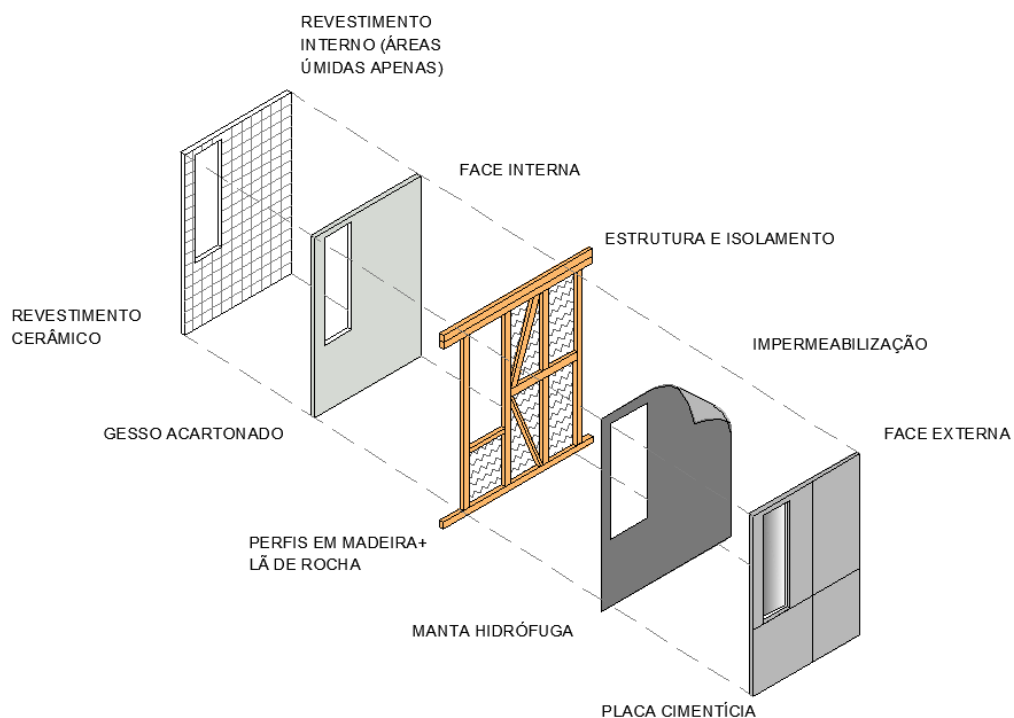 REVESTIMENTO
INTERNO (ÁREAS
ÚMIDAS APENAS)
FACE INTERNA
ESTRUTURA E ISOLAMENTO
REVESTIMENTO
CERÂMICO
IMPERMEABILIZAÇÃO
GESSO ACARTONADO
FACE EXTERNA
PERFIS EM MADEIRA+
LÃ DE ROCHA
MANTA HIDRÓFUGA
PLACA CIMENTÍCIA